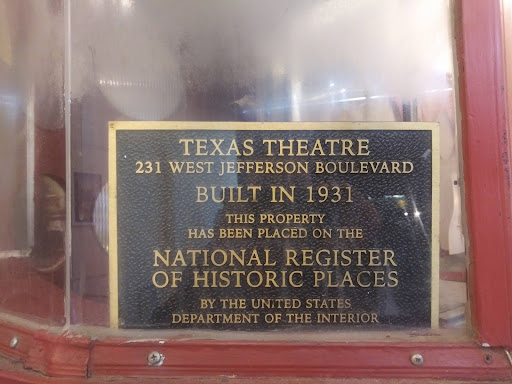 TEXAS THEATRE
231 WEST JEFFERSON BOULEVARD
BUILT IN 1931
THIS PROPERTY
HAS BEEN PLACED ON THE
NATIONAL REGISTER
OF HISTORIC PLACES
BY THE UNITED STATES
DEPARTMENT OF THE INTERIOR